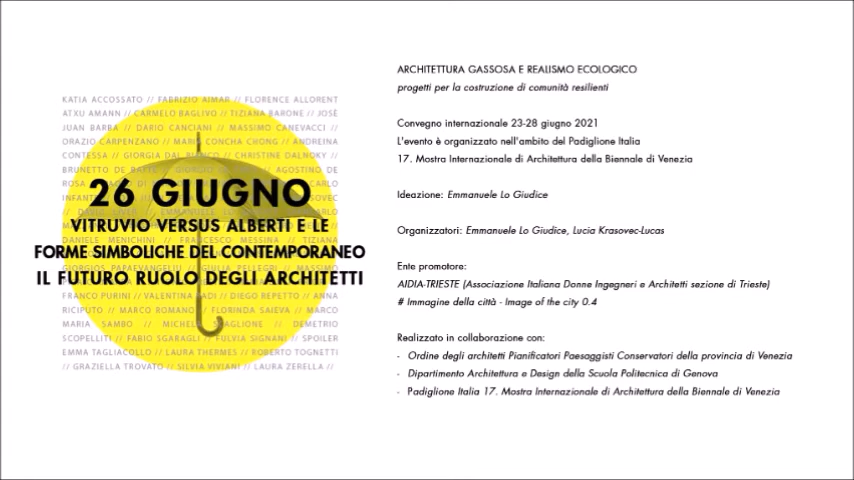 KATIA ACCOSSATO // FABRIZIO AIMAR // FLORENCE ALLORENT
ATXU AMANN // CARMELO BAGLIVO // TIZIANA BARONE // JOSÈ
JUAN BARBA // DARIO CANCIANI // MASSIMO CANEVACCI //
ORAZIO CARPENZANO // MARIA CONCHA CHONG // ANDREINA
CONTESSA // GIORGIA DAL BIANCO // CHRISTINE DALNOKY //
AGOSTINO DE
ROSA
CARLO
26 GIUGNO
VITRUVIO VERSUS ALBERTI E LE
DANIELE MENICHINI // FRANCESCO MESSINA // TIZIANA
FORME SIMBOLICHE DEL CONTEMPORANEO
GIULIA PELLEGRI // MASSIMO
IL FUTURO RUOLO DEGLI ARCHITETTI
FRANCO PURINI // VALENTINA RADI // DIEGO REPETTO // ANNA
RICIPUTO // MARCO ROMANO // FLORINDA SAIEVA // MARCO
MARIA SAMBO // MICHELE SCAGLIONE // DEMETRIO
SCOPELLITI // FABIO SGARAGLI // FULVIA SIGNANI // SPOILER
EMMA TAGLIACOLLO // LAURA THERMES // ROBERTO TOGNETTI
// GRAZIELLA TROVATO // SILVIA VIVIANI // LAURA ZERELLA //
ARCHITETTURA GASSOSA E REALISMO ECOLOGICO
progetti per la costruzione di comunità resilienti
Convegno internazionale 23-28 giugno 2021
L'evento è organizzato nell'ambito del Padiglione Italia
17. Mostra Internazionale di Architettura della Biennale di Venezia
Ideazione: Emmanuele Lo Giudice
Organizzatori: Emmanuele Lo Giudice, Lucia Krasovec-Lucas
Ente promotore:
AIDIA-TRIESTE (Associazione Italiana Donne Ingegneri e Architetti sezione di Trieste)
# Immagine della città - Image of the city 0.4
Realizzato in collaborazione con:
- Ordine degli architetti Pianificatori Paesaggisti Conservatori della provincia di Venezia
- Dipartimento Architettura e Design della Scuola Politecnica di Genova
- Padiglione Italia 17. Mostra Internazionale di Architettura della Biennale di Venezia